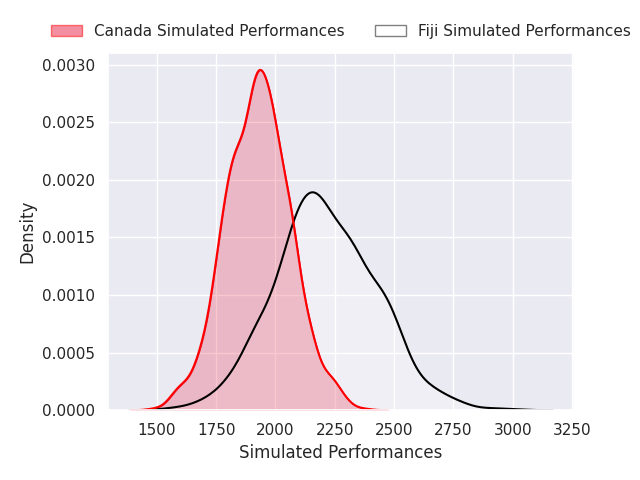 Canada Simulated Performances Fiji Simulated Performances
0.0030
0.0025
0.0020
0.0015
0.0010
0.0005
0.0000
Density
1500 1750 2000 2250 2500 2750 3000 3250
Simulated Performances